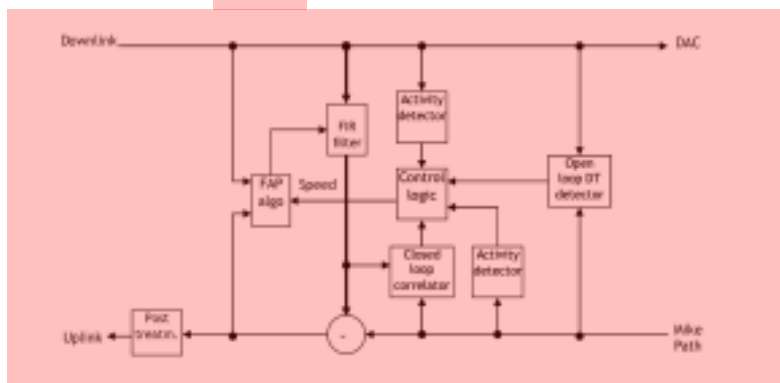 Downlink
DAC
Activity
detector
FIR
filter
Control
logic
Open
loop DT
detector
FAP
algo
Speed
Closed
loop
correlator
Activity
detector
Post
treatm.
Uplink
-
Mike
Path